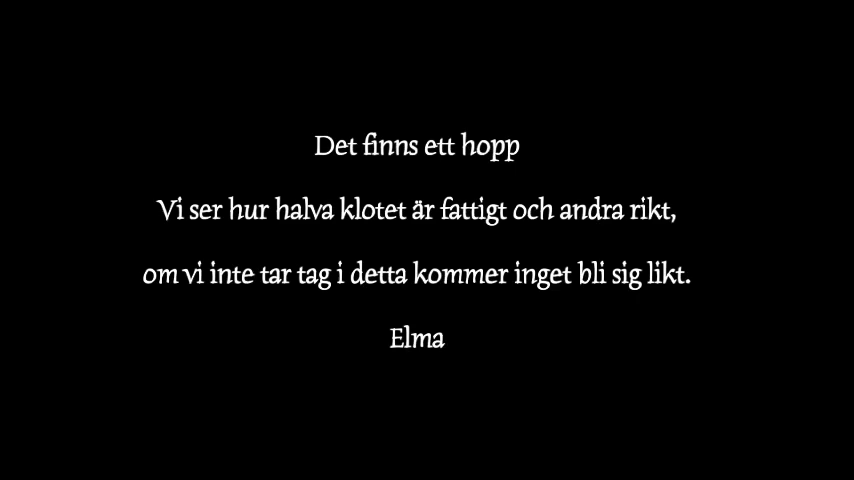 Det finns ett hopp
Vi ser hur halva klotet är fattigt och andra rikt,
om vi inte tar tag i detta kommer inget bli sig likt.
Elma